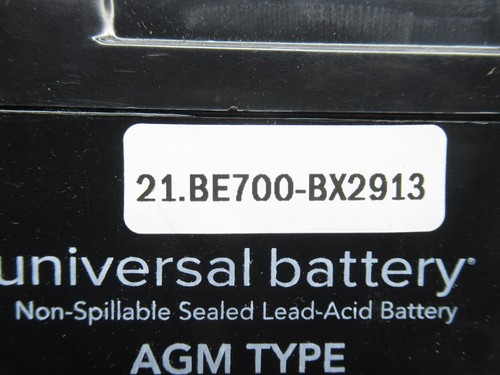 21.BE700-BX2913
universal battery
Non-Spillable Sealed Lead-Acid Battery
AGM TYPE